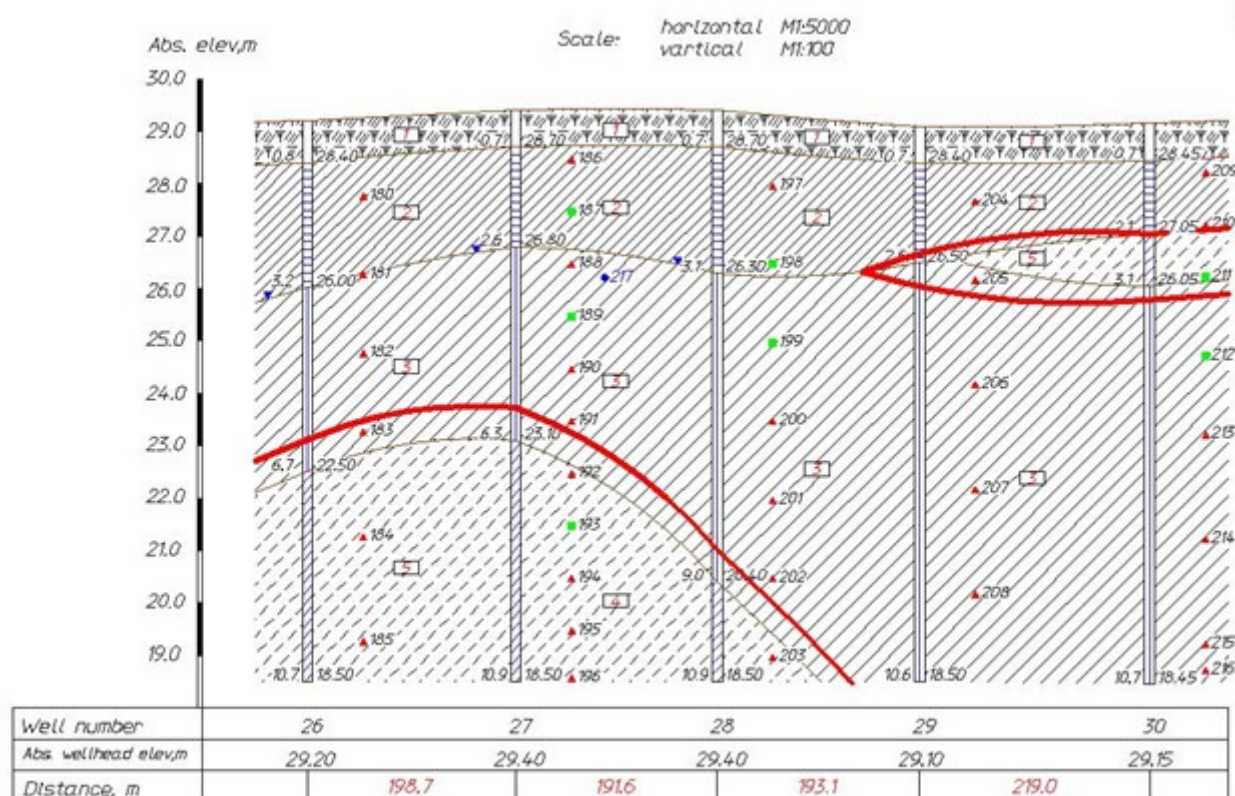 Scale: horizontal M1:5000
vartical M1:100
Abs. elev,m
30.0
29.0
28.0
27.0
26.0
25.0
24.0
23.0
22.0
21.0
20.0
19.0
1 1 1 1
0.8 28.40 0.7 28.70 0.7 28.70 0.7 28.40 0.7 28.45
186 209
180 197 204
2 187 2 2 2 210
2.6 26.80 2.1 27.05
3.2 26.00 181 188 217 3.1 26.30 198 26.50 5 205 3.1 26.05 211
189 199
182 3 190 3 206 212
183 191 200 213
6.7 22.50 6.3 23.10 192 3 3
201 207
184 193 214
5 194 9.0 20.40 202
4 208
185 195 203 215
10.7 18.50 10.9 18.50 196 10.9 18.50 10.6 18.50 10.7 18.45 216
Well number 26 27 28 29 30
Abs. wellhead elev,m 29.20 29.40 29.40 29.10 29.15
Distance, m 198.7 191.6 193.1 219.0